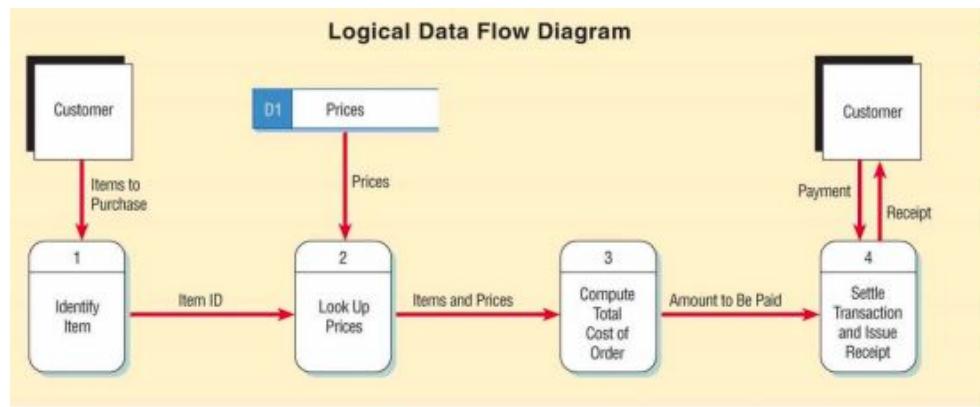 Logical Data Flow Diagram
Customer
D1 Prices
Customer
Items to
Purchase
Prices
Payment
Receipt
1
Identify
Item
Item ID
2
Look Up
Prices
Items and Prices
3
Compute
Total
Cost of
Order
Amount to Be Paid
4
Settle
Transaction
and Issue
Receipt